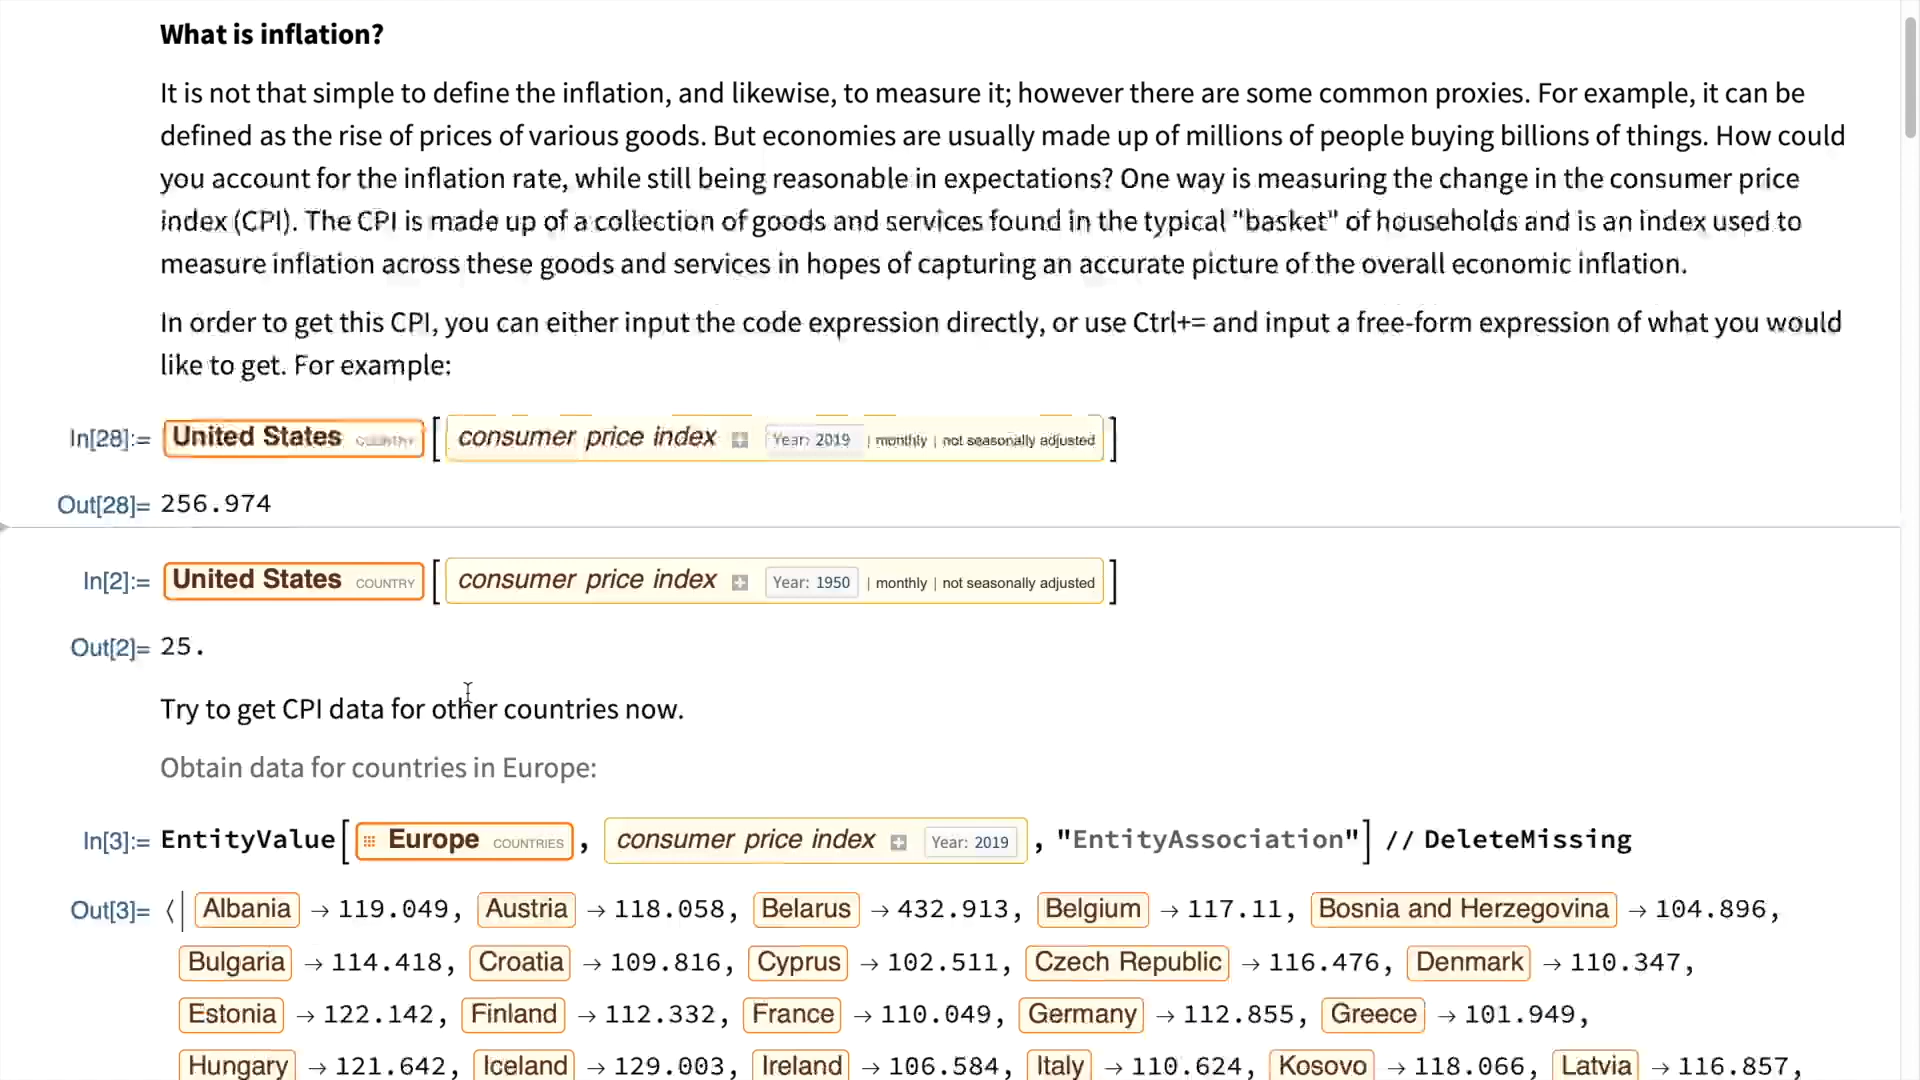 What is inflation?
It is not that simple to define the inflation, and likewise, to measure it; however there are some common proxies. For example, it can be
defined as the rise of prices of various goods. But economies are usually made up of millions of people buying billions of things. How could
you account for the inflation rate, while still being reasonable in expectations? One way is measuring the change in the consumer price
index (CPI). The CPI is made up of a collection of goods and services found in the typical "basket" of households and is an index used to
measure inflation across these goods and services in hopes of capturing an accurate picture of the overall economic inflation.
In order to get this CPI, you can either input the code expression directly, or use Ctrl+= and input a free-form expression of what you would
like to get. For example:
In[28]:= United States COUNTRY [ consumer price index Year: 2019 | monthly | not seasonally adjusted ]
Out[28]= 256.974
In[2]:= United States COUNTRY [ consumer price index Year: 1950 | monthly | not seasonally adjusted ]
Out[2]= 25.
Try to get CPI data for other countries now.
Obtain data for countries in Europe:
In[3]:= EntityValue[ Europe COUNTRIES , consumer price index Year: 2019 , "EntityAssociation"] // DeleteMissing
Out[3]= ⟨| Albania → 119.049, Austria → 118.058, Belarus → 432.913, Belgium → 117.11, Bosnia and Herzegovina → 104.896,
Bulgaria → 114.418, Croatia → 109.816, Cyprus → 102.511, Czech Republic → 116.476, Denmark → 110.347,
Estonia → 122.142, Finland → 112.332, France → 110.049, Germany → 112.855, Greece → 101.949,
Hungary → 121.642, Iceland → 129.003, Ireland → 106.584, Italy → 110.624, Kosovo → 118.066, Latvia → 116.857,